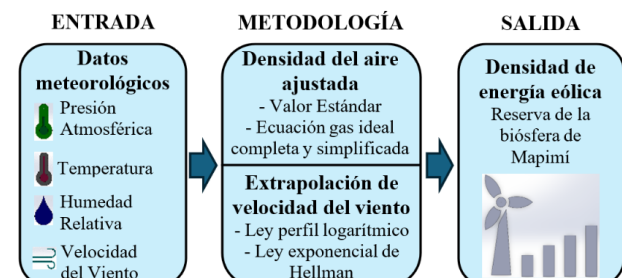 ENTRADA
Datos
meteorológicos
Presión
Atmosférica
Temperatura
Humedad
Relativa
Velocidad
del Viento
METODOLOGÍA
Densidad del aire
ajustada
- Valor Estándar
- Ecuación gas ideal
completa y simplificada
Extrapolación de
velocidad del viento
- Ley perfil logarítmico
- Ley exponencial de
Hellman
SALIDA
Densidad de
energía eólica
Reserva de la
biósfera de
Mapimí